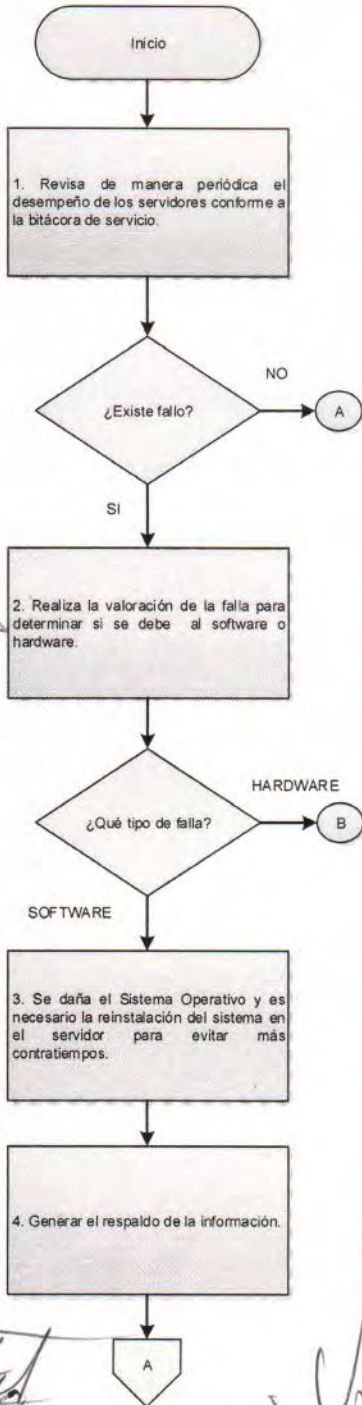 Inicio
1. Revisa de manera periódica el
desempeño de los servidores conforme a
la bitácora de servicio.
¿Existe fallo?
NO
A
SI
2. Realiza la valoración de la falla para
determinar si se debe al software o
hardware.
¿Qué tipo de falla?
HARDWARE
B
SOFTWARE
3. Se daña el Sistema Operativo y es
necesario la reinstalación del sistema en
el servidor para evitar más
contratiempos.
4. Generar el respaldo de la información.
A